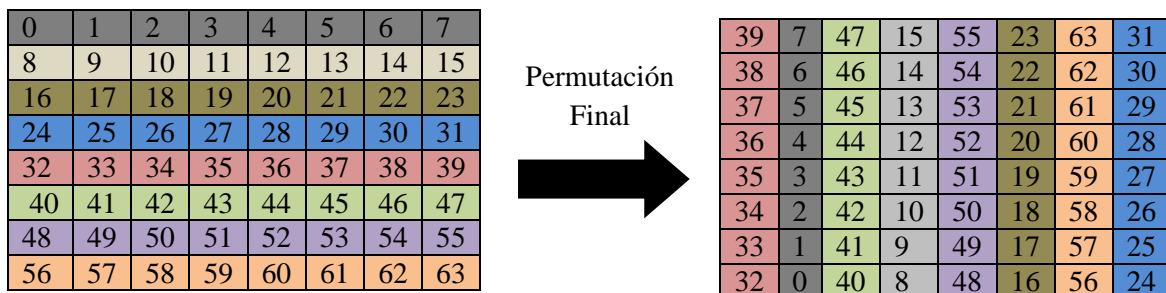 0 1 2 3 4 5 6 7
8 9 10 11 12 13 14 15
16 17 18 19 20 21 22 23
24 25 26 27 28 29 30 31
32 33 34 35 36 37 38 39
40 41 42 43 44 45 46 47
48 49 50 51 52 53 54 55
56 57 58 59 60 61 62 63
Permutación
Final
39 7 47 15 55 23 63 31
38 6 46 14 54 22 62 30
37 5 45 13 53 21 61 29
36 4 44 12 52 20 60 28
35 3 43 11 51 19 59 27
34 2 42 10 50 18 58 26
33 1 41 9 49 17 57 25
32 0 40 8 48 16 56 24